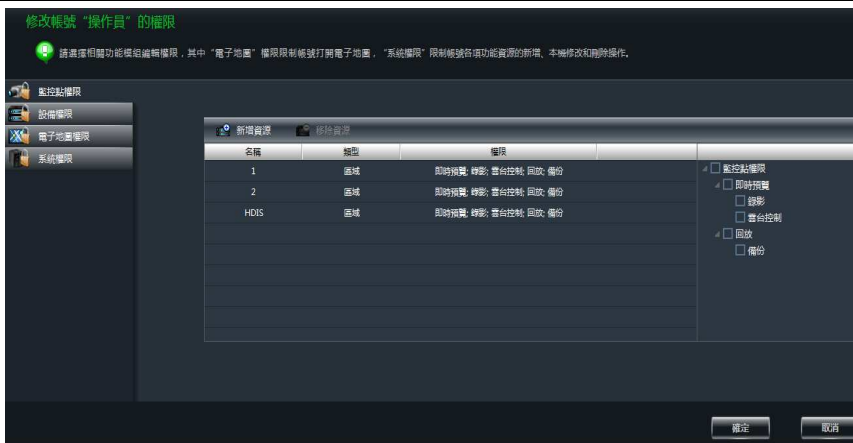 修改帳號“操作員”的權限
請選擇相關功能模組編輯權限，其中“電子地圖”權限限制帳號打開電子地圖，“系統權限”限制帳號各項功能資源的新增、本機修改和刪除操作。
監控點權限
設備權限
電子地圖權限
系統權限
新增資源 移除資源
名稱 類型 權限
1 區域 即時預覽; 錄影; 雲台控制; 回放; 備份
2 區域 即時預覽; 錄影; 雲台控制; 回放; 備份
HDIS 區域 即時預覽; 錄影; 雲台控制; 回放; 備份
監控點權限
即時預覽
錄影
雲台控制
回放
備份
確定 取消